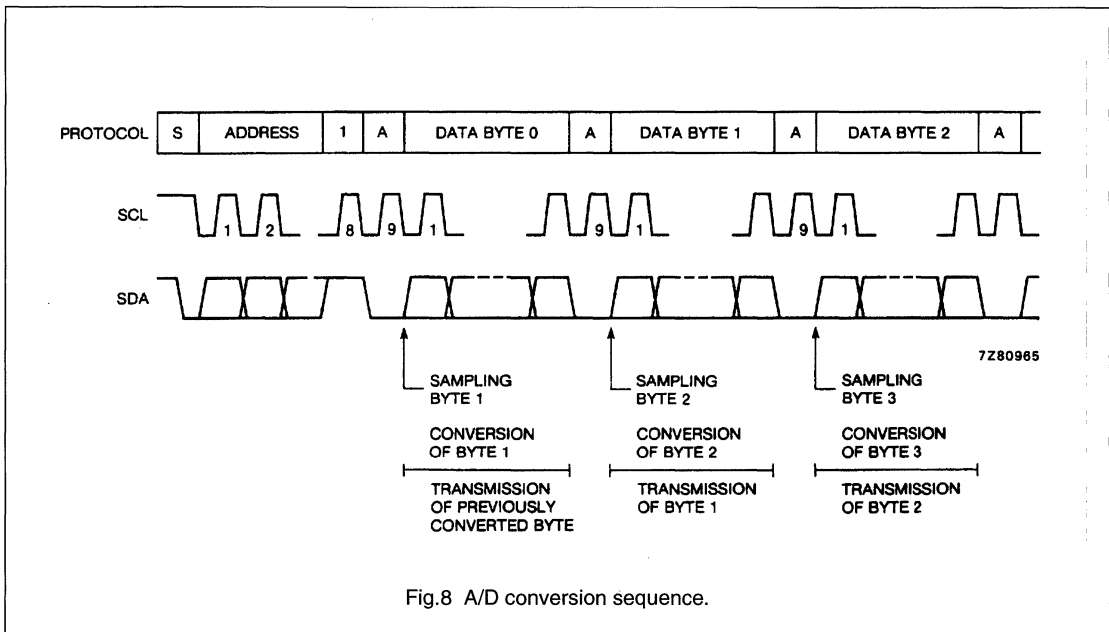 PROTOCOL S ADDRESS 1 A DATA BYTE 0 A DATA BYTE 1 A DATA BYTE 2 A
SCL 1 2 8 9 1 9 1 9 1
SDA
7Z80965
SAMPLING
BYTE 1
SAMPLING
BYTE 2
SAMPLING
BYTE 3
CONVERSION
OF BYTE 1
CONVERSION
OF BYTE 2
CONVERSION
OF BYTE 3
TRANSMISSION
OF PREVIOUSLY
CONVERTED BYTE
TRANSMISSION
OF BYTE 1
TRANSMISSION
OF BYTE 2
Fig.8 A/D conversion sequence.